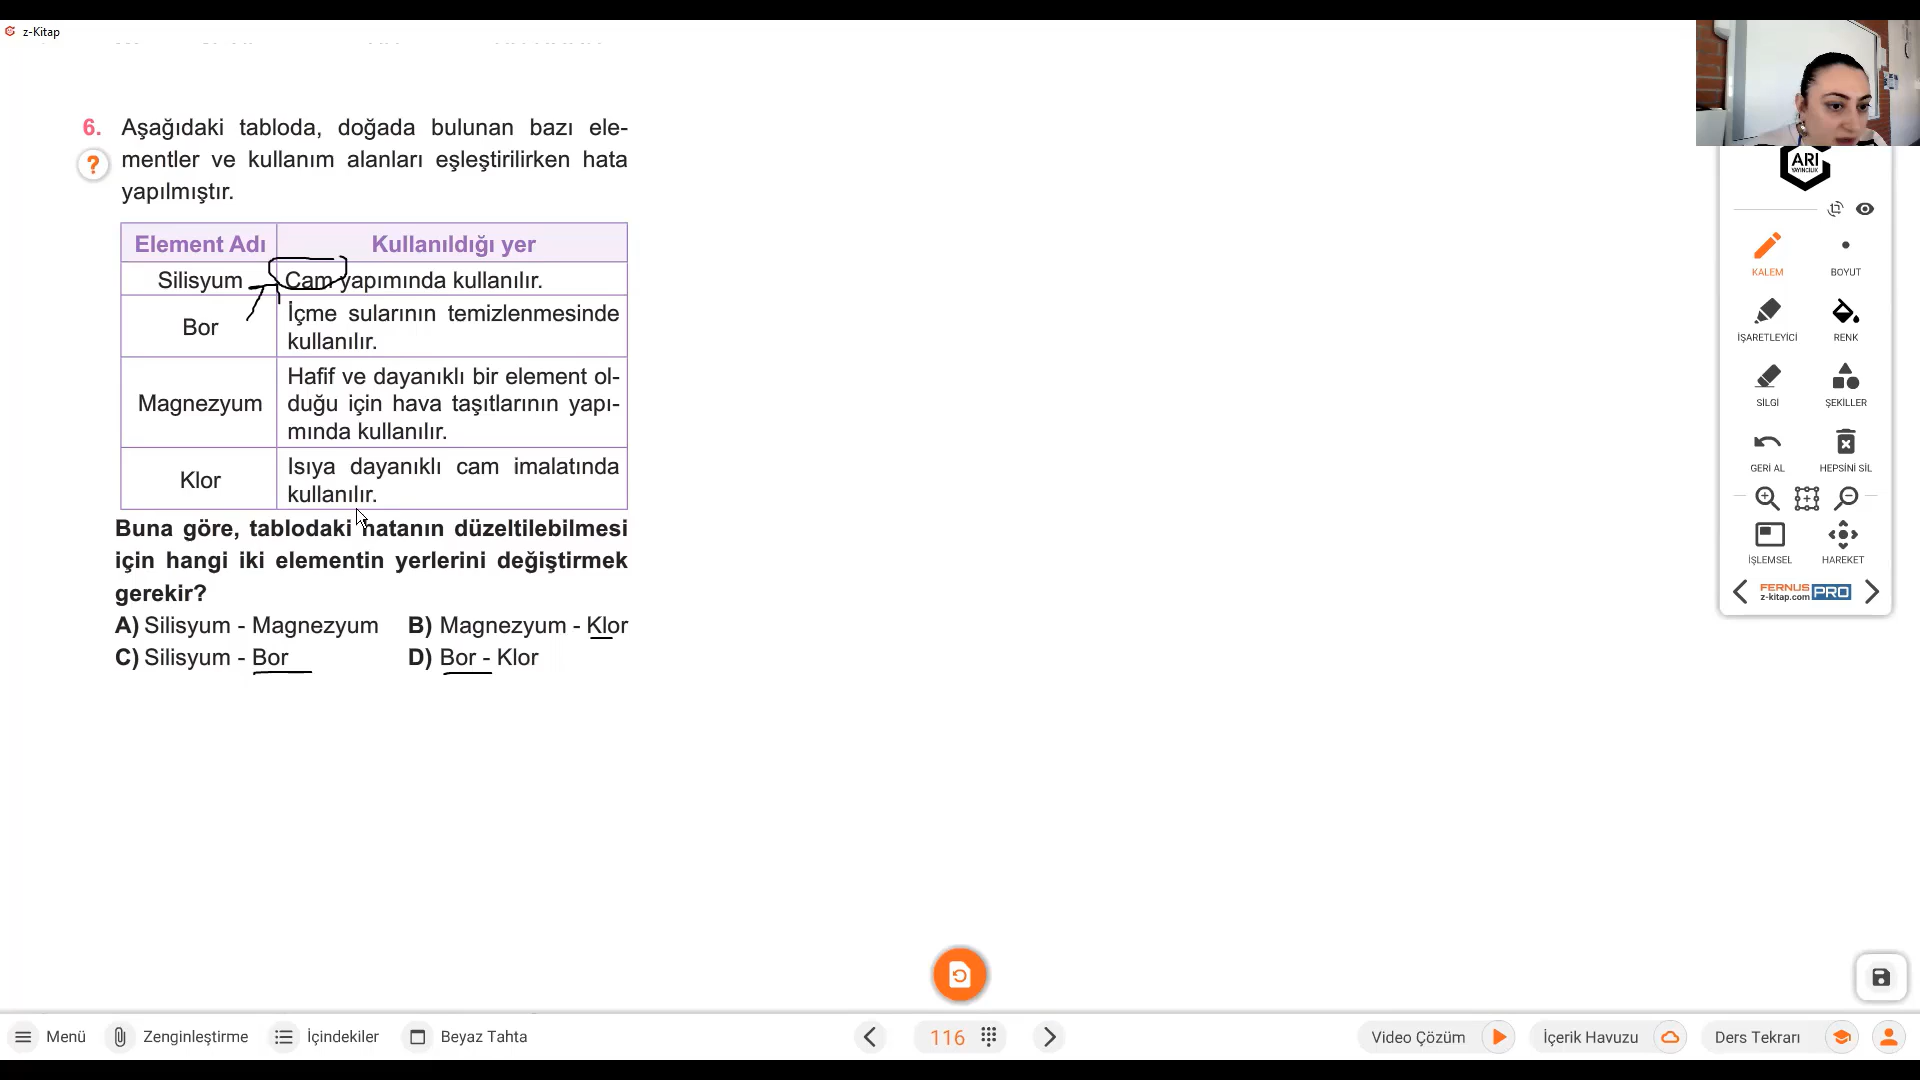 z-Kitap
6. Aşağıdaki tabloda, doğada bulunan bazı ele-
mentler ve kullanım alanları eşleştirilirken hata
yapılmıştır.
?
Element Adı Kullanıldığı yer
Silisyum Cam yapımında kullanılır.
Bor İçme sularının temizlenmesinde
kullanılır.
Magnezyum Hafif ve dayanıklı bir element ol-
duğu için hava taşıtlarının yapı-
mında kullanılır.
Klor Isıya dayanıklı cam imalatında
kullanılır.
Buna göre, tablodaki hatanın düzeltilebilmesi
için hangi iki elementin yerlerini değiştirmek
gerekir?
A) Silisyum - Magnezyum B) Magnezyum - Klor
C) Silisyum - Bor D) Bor - Klor
ARI
YAYINCILIK
KALEM BOYUT
İŞARETLEYİCİ RENK
SİLGİ ŞEKİLLER
GERİ AL HEPSİNİ SİL
İŞLEMSEL HAREKET
FERNUS
z-kitap.com PRO
Menü Zenginleştirme İçindekiler Beyaz Tahta 116 Video Çözüm İçerik Havuzu Ders Tekrarı